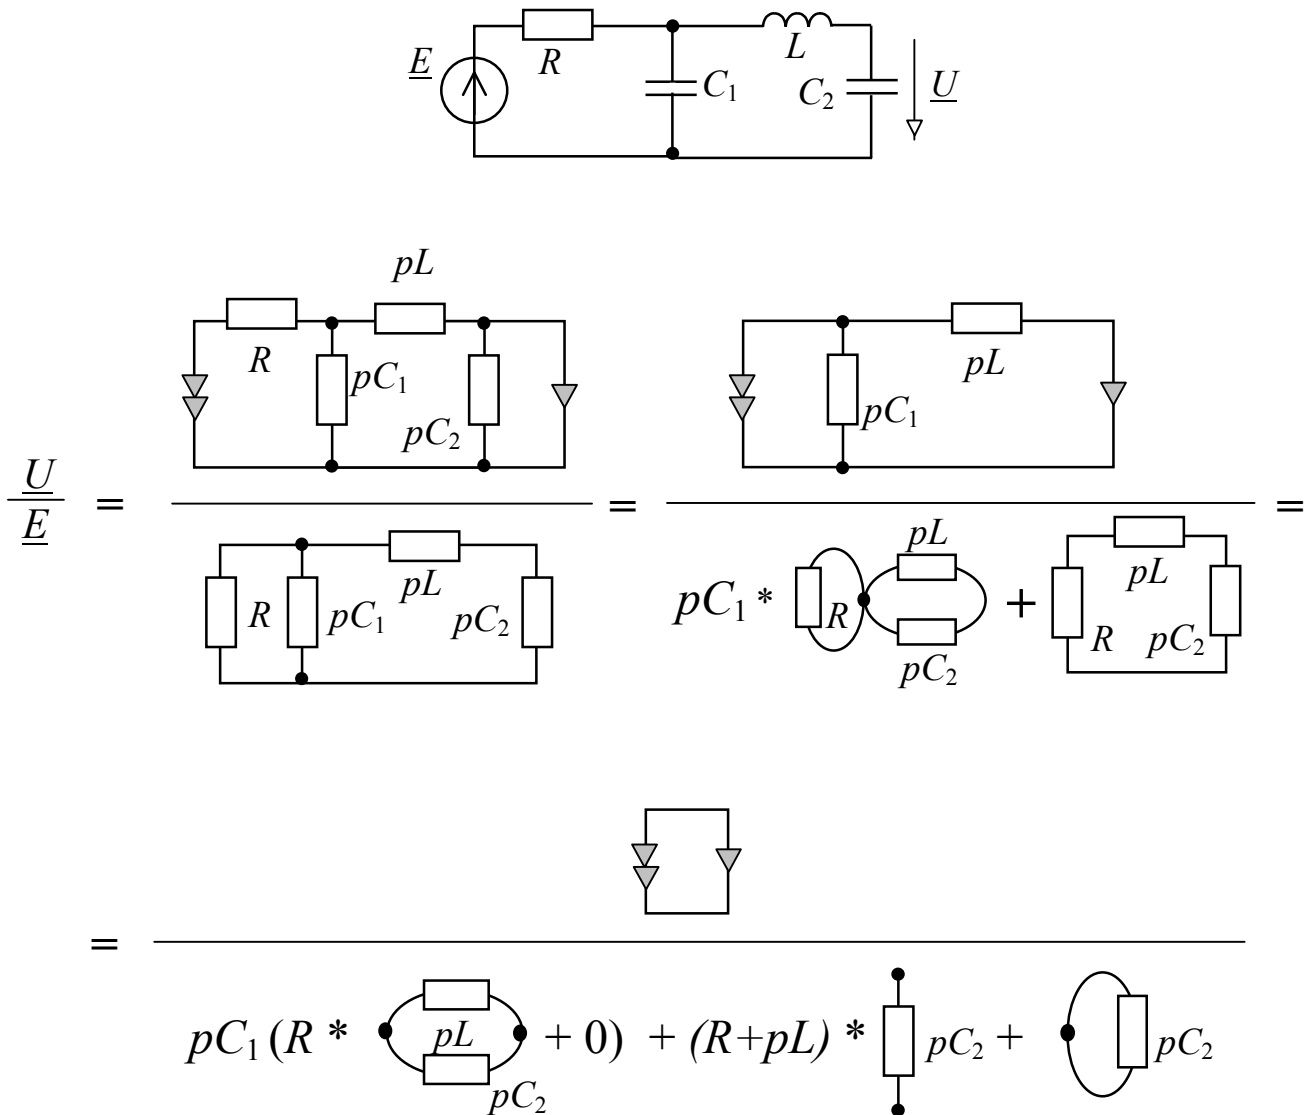 E R L C₁ C₂ U
pL
R pC₁ pC₂
pL
pC₁
U/E = =  =
R pC₁ pL pC₂
pC₁ * R pL pC₂ + pL R pC₂
=
pC₁ (R * pL pC₂ + 0) + (R+pL) * pC₂ + pC₂